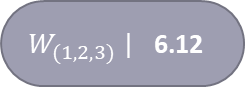 W(1,2,3) | 6.12